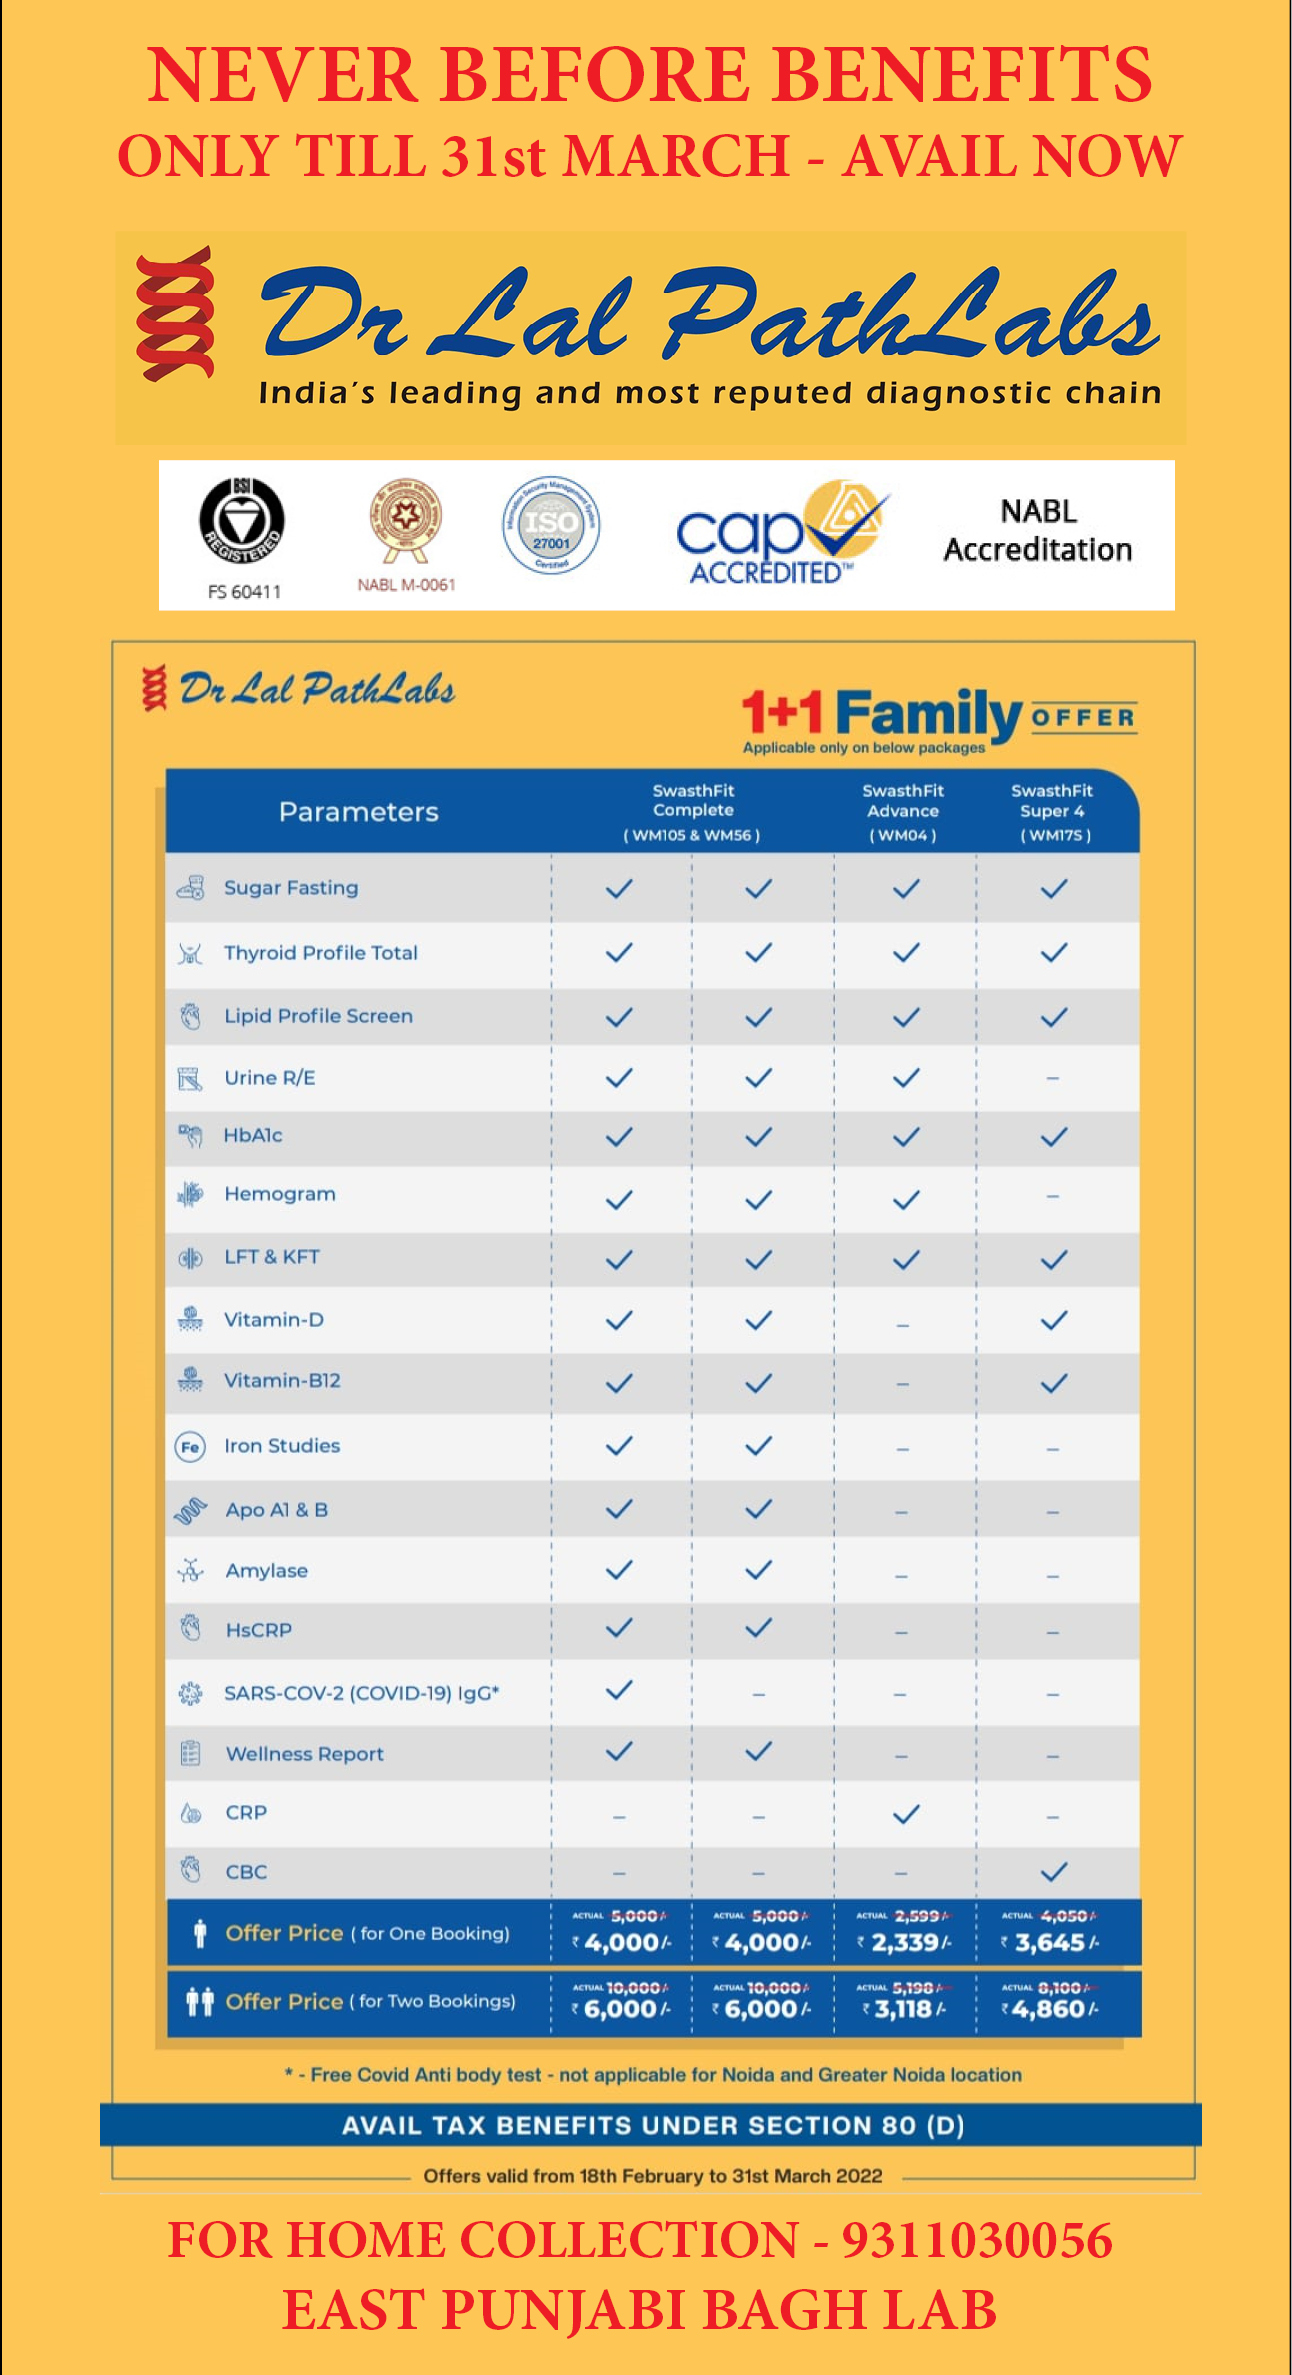 NEVER BEFORE BENEFITS
ONLY TILL 31st MARCH - AVAIL NOW
Dr Lal PathLabs
India's leading and most reputed diagnostic chain
BSI
REGISTERED
FS 60411
NABL M-0061
Information Security Management System
ISO
27001
Certified
cap
ACCREDITED™
NABL
Accreditation
Dr Lal PathLabs
1+1 Family OFFER
Applicable only on below packages
Parameters
SwasthFit Complete ( WM105 & WM56 )
SwasthFit Advance ( WM04 )
SwasthFit Super 4 ( WM17S )
Sugar Fasting ✓ ✓ ✓ ✓
Thyroid Profile Total ✓ ✓ ✓ ✓
Lipid Profile Screen ✓ ✓ ✓ ✓
Urine R/E ✓ ✓ ✓ –
HbA1c ✓ ✓ ✓ ✓
Hemogram ✓ ✓ ✓ –
LFT & KFT ✓ ✓ ✓ ✓
Vitamin-D ✓ ✓ – ✓
Vitamin-B12 ✓ ✓ – ✓
Fe Iron Studies ✓ ✓ – –
Apo A1 & B ✓ ✓ – –
Amylase ✓ ✓ – –
HsCRP ✓ ✓ – –
SARS-COV-2 (COVID-19) IgG* ✓ – – –
Wellness Report ✓ ✓ – –
CRP – – ✓ –
CBC – – – ✓
ACTUAL 5,000/- ACTUAL 5,000/- ACTUAL 2,599/- ACTUAL 4,050/-
Offer Price ( for One Booking) ₹ 4,000/- ₹ 4,000/- ₹ 2,339/- ₹ 3,645/-
ACTUAL 10,000/- ACTUAL 10,000/- ACTUAL 5,198/- ACTUAL 8,100/-
Offer Price ( for Two Bookings) ₹ 6,000/- ₹ 6,000/- ₹ 3,118/- ₹ 4,860/-
* - Free Covid Anti body test - not applicable for Noida and Greater Noida location
AVAIL TAX BENEFITS UNDER SECTION 80 (D)
Offers valid from 18th February to 31st March 2022
FOR HOME COLLECTION - 9311030056
EAST PUNJABI BAGH LAB